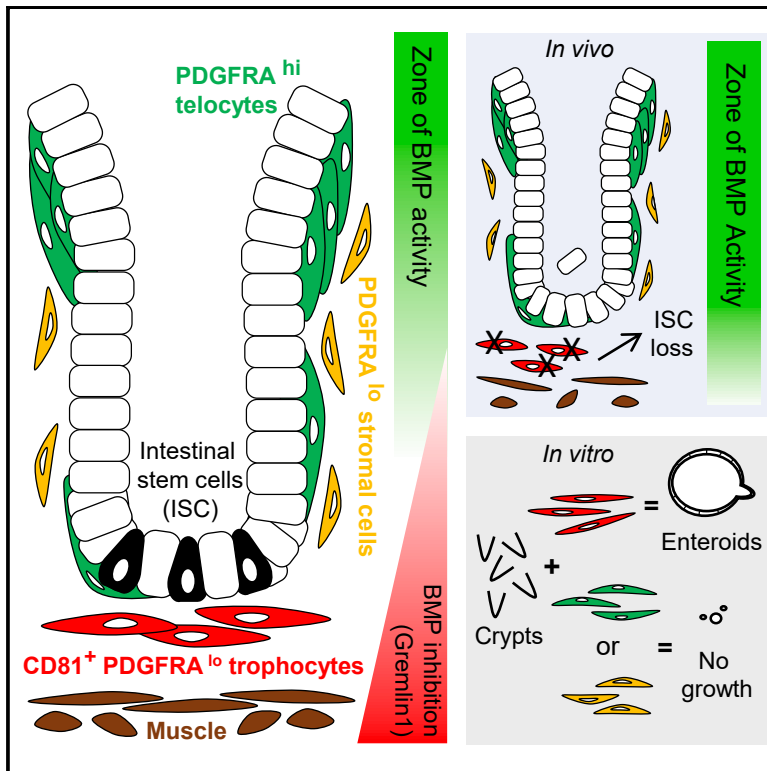 PDGFRA hi
telocytes
Zone of BMP activity
PDGFRA lo stromal cells
Intestinal
stem cells
(ISC)
CD81+ PDGFRA lo trophocytes
BMP inhibition
(Gremlin1)
Muscle
In vivo
Zone of BMP Activity
X
X
X
ISC
loss
In vitro
=
Enteroids
+
Crypts
or
=
No
growth